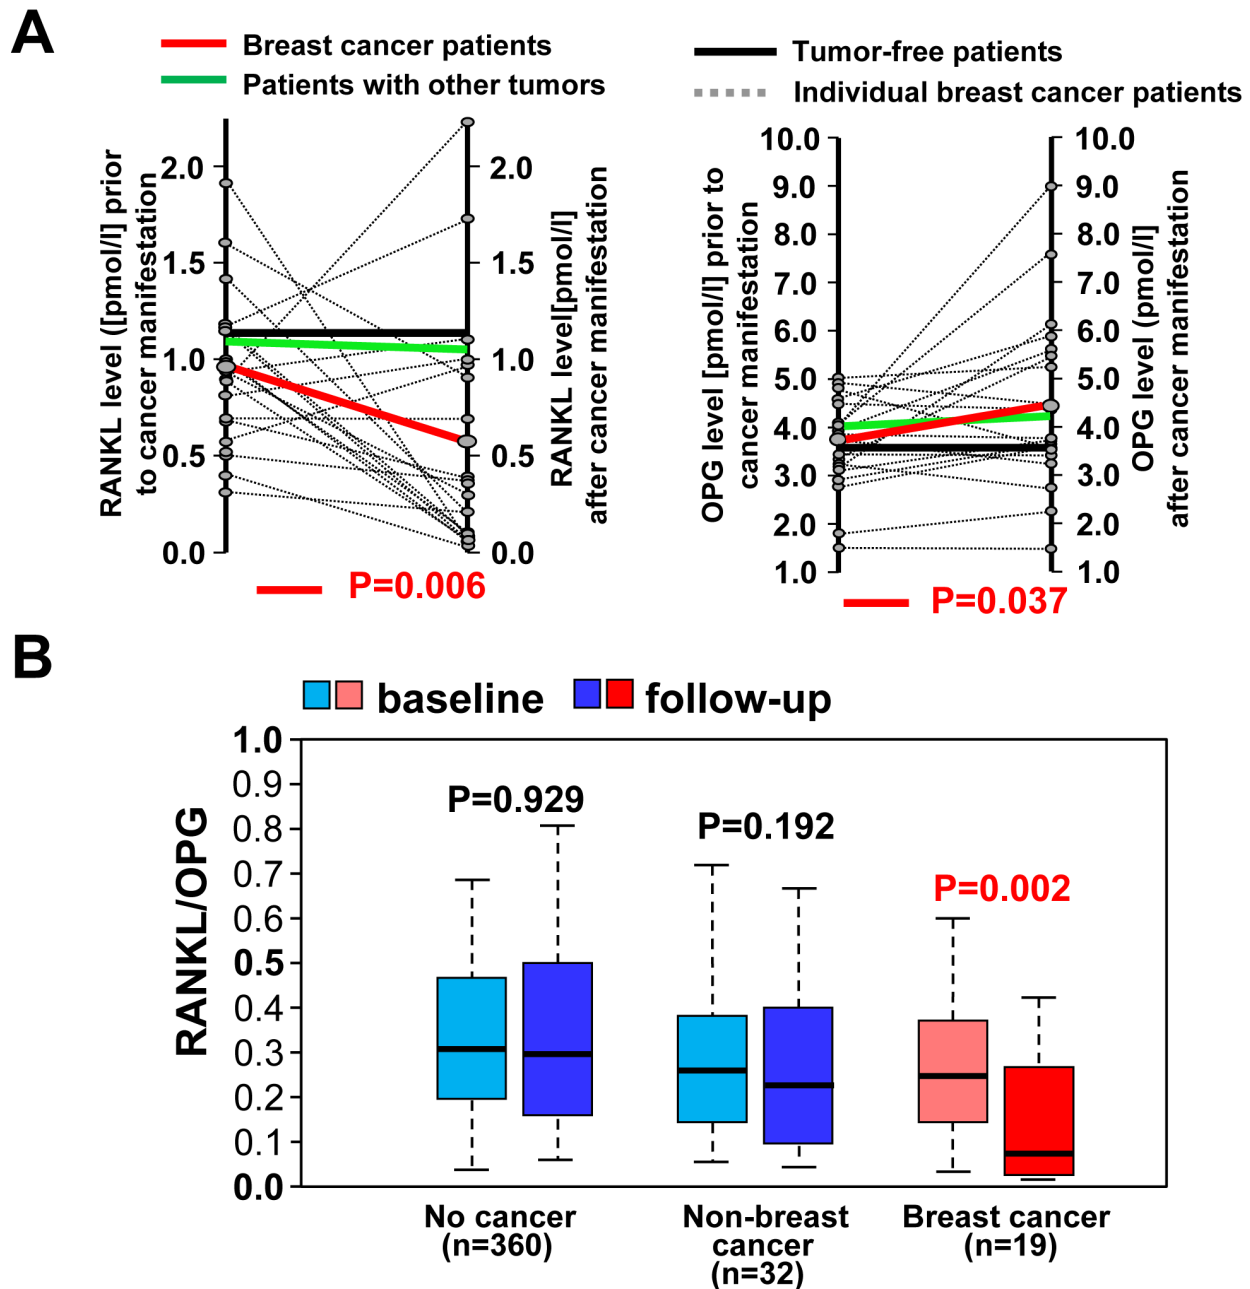 A
Breast cancer patients
Patients with other tumors
Tumor-free patients
Individual breast cancer patients
RANKL level ([pmol/l] prior
to cancer manifestation
2.0
1.5
1.0
0.5
0.0
2.0
1.5
1.0
0.5
0.0
RANKL level[pmol/l]
after cancer manifestation
P=0.006
OPG level [pmol/l] prior to
cancer manifestation
10.0
9.0
8.0
7.0
6.0
5.0
4.0
3.0
2.0
1.0
10.0
9.0
8.0
7.0
6.0
5.0
4.0
3.0
2.0
1.0
OPG level (pmol/l]
after cancer manifestation
P=0.037
B
baseline
follow-up
RANKL/OPG
1.0
0.9
0.8
0.7
0.6
0.5
0.4
0.3
0.2
0.1
0.0
P=0.929
P=0.192
P=0.002
No cancer
(n=360)
Non-breast
cancer
(n=32)
Breast cancer
(n=19)